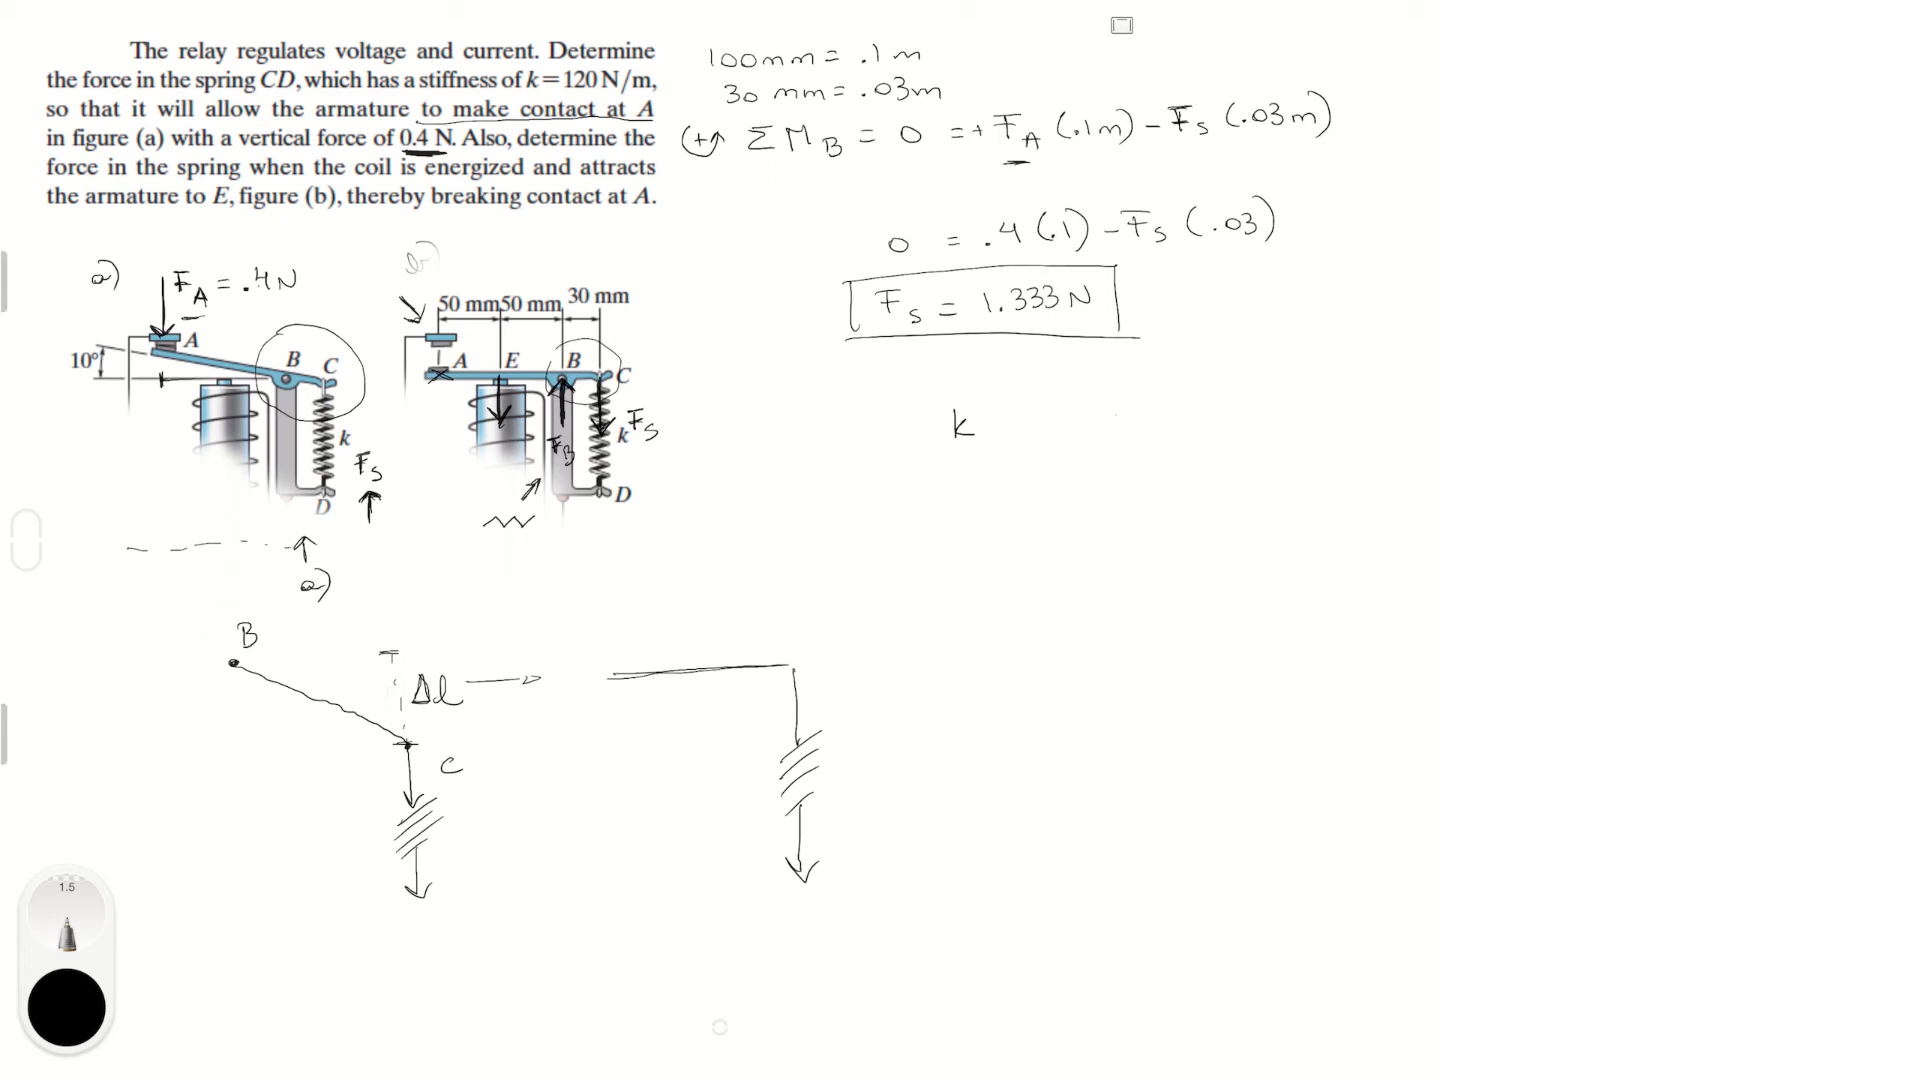 The relay regulates voltage and current. Determine
the force in the spring CD, which has a stiffness of k = 120 N/m,
so that it will allow the armature to make contact at A
in figure (a) with a vertical force of 0.4 N. Also, determine the
force in the spring when the coil is energized and attracts
the armature to E, figure (b), thereby breaking contact at A.
100mm = .1m
30 mm = .03m
(+ ΣM_B = 0 = + F_A (.1m) - F_S (.03m)
0 = .4(.1) - F_S (.03)
F_S = 1.333N
k
a)
F_A = .4N
A
10°
B
C
k
F_S
D
a)
b)
50 mm 50 mm 30 mm
A
E
B
C
k
F_S
F_B
D
B
Δl
C
1.5